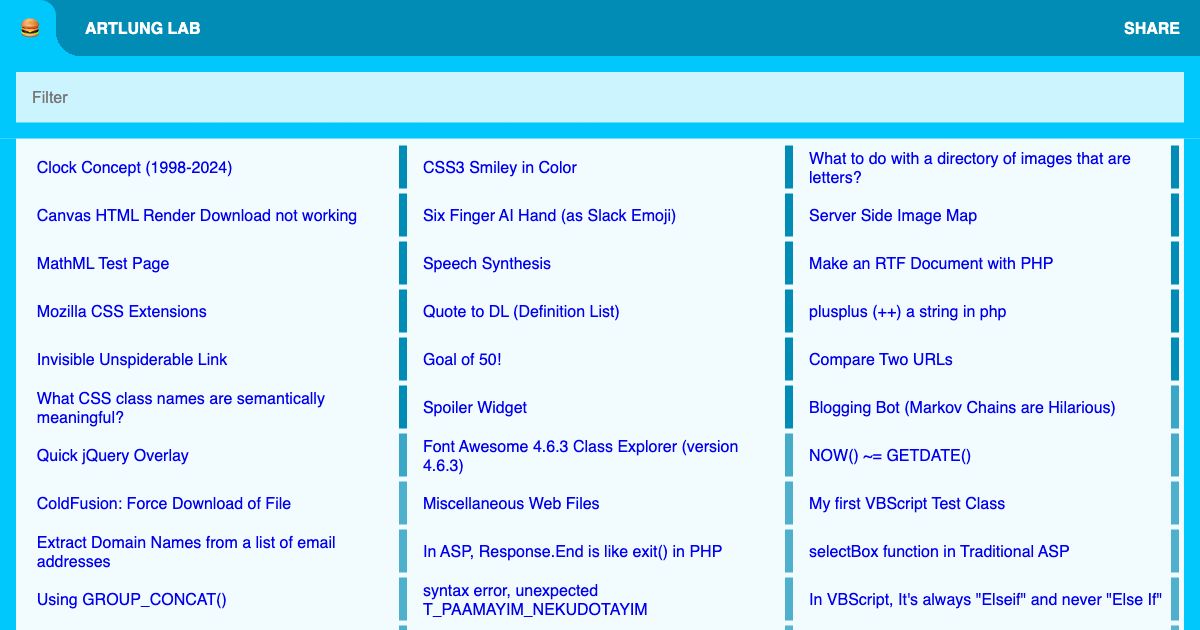 ARTLUNG LAB
SHARE
Filter
Clock Concept (1998-2024)
CSS3 Smiley in Color
What to do with a directory of images that are
letters?
Canvas HTML Render Download not working
Six Finger AI Hand (as Slack Emoji)
Server Side Image Map
MathML Test Page
Speech Synthesis
Make an RTF Document with PHP
Mozilla CSS Extensions
Quote to DL (Definition List)
plusplus (++) a string in php
Invisible Unspiderable Link
Goal of 50!
Compare Two URLs
What CSS class names are semantically
meaningful?
Spoiler Widget
Blogging Bot (Markov Chains are Hilarious)
Quick jQuery Overlay
Font Awesome 4.6.3 Class Explorer (version
4.6.3)
NOW() ~= GETDATE()
ColdFusion: Force Download of File
Miscellaneous Web Files
My first VBScript Test Class
Extract Domain Names from a list of email
addresses
In ASP, Response.End is like exit() in PHP
selectBox function in Traditional ASP
Using GROUP_CONCAT()
syntax error, unexpected
T_PAAMAYIM_NEKUDOTAYIM
In VBScript, It's always "Elseif" and never "Else If"